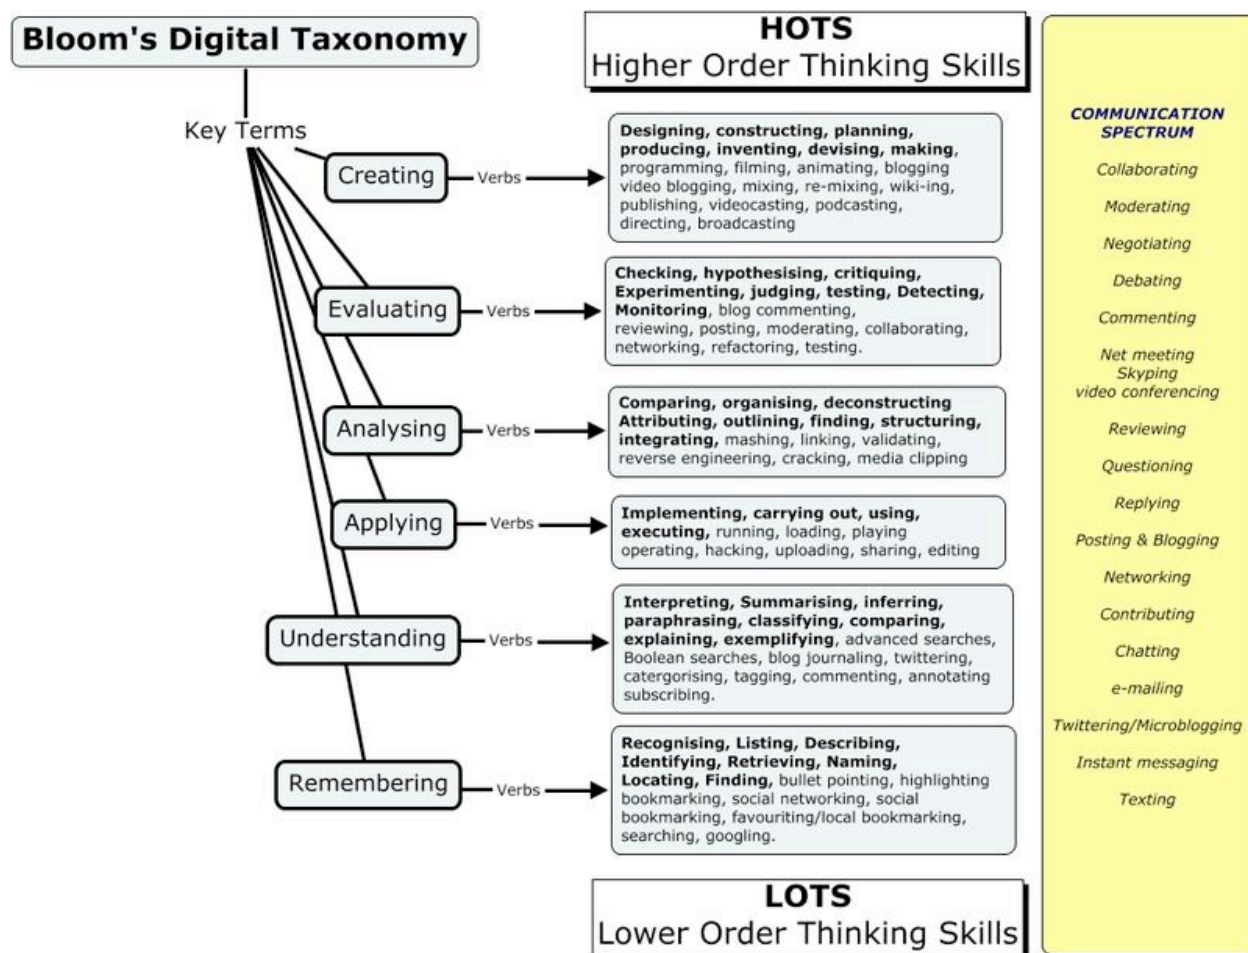 Bloom's Digital Taxonomy
HOTS
Higher Order Thinking Skills
Key Terms
Creating
Verbs
Designing, constructing, planning,
producing, inventing, devising, making,
programming, filming, animating, blogging
video blogging, mixing, re-mixing, wiki-ing,
publishing, videocasting, podcasting,
directing, broadcasting
Evaluating
Verbs
Checking, hypothesising, critiquing,
Experimenting, judging, testing, Detecting,
Monitoring, blog commenting,
reviewing, posting, moderating, collaborating,
networking, refactoring, testing.
Analysing
Verbs
Comparing, organising, deconstructing
Attributing, outlining, finding, structuring,
integrating, mashing, linking, validating,
reverse engineering, cracking, media clipping
Applying
Verbs
Implementing, carrying out, using,
executing, running, loading, playing
operating, hacking, uploading, sharing, editing
Understanding
Verbs
Interpreting, Summarising, inferring,
paraphrasing, classifying, comparing,
explaining, exemplifying, advanced searches,
Boolean searches, blog journaling, twittering,
catergorising, tagging, commenting, annotating
subscribing.
Remembering
Verbs
Recognising, Listing, Describing,
Identifying, Retrieving, Naming,
Locating, Finding, bullet pointing, highlighting
bookmarking, social networking, social
bookmarking, favouriting/local bookmarking,
searching, googling.
LOTS
Lower Order Thinking Skills
COMMUNICATION
SPECTRUM
Collaborating
Moderating
Negotiating
Debating
Commenting
Net meeting
Skyping
video conferencing
Reviewing
Questioning
Replying
Posting & Blogging
Networking
Contributing
Chatting
e-mailing
Twittering/Microblogging
Instant messaging
Texting